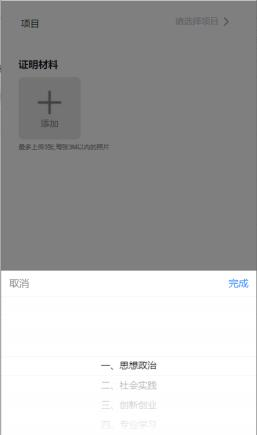 项目 请选择项目
证明材料
添加
最多上传3张,每张3M以内的照片
取消 完成
一、思想政治
二、社会实践
三、创新创业
四、专业学习